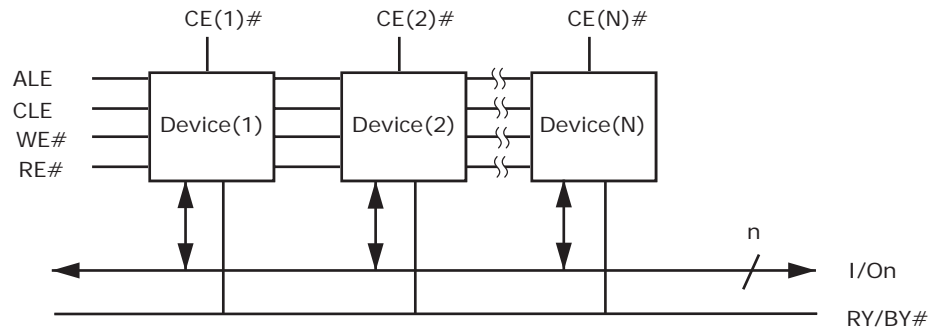 CE(1)# CE(2)# CE(N)#
ALE
CLE
WE#
RE#
Device(1) Device(2) Device(N)
n
I/On
RY/BY#